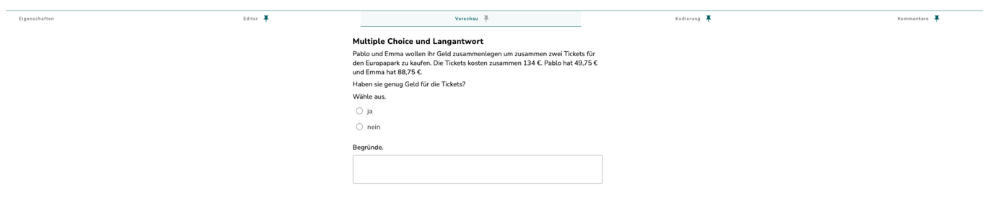 Eigenschaften
Editor
Vorschau
Kodierung
Kommentare
Multiple Choice und Langantwort
Pablo und Emma wollen ihr Geld zusammenlegen um zusammen zwei Tickets für
den Europapark zu kaufen. Die Tickets kosten zusammen 134 €. Pablo hat 49,75 €
und Emma hat 88,75 €.
Haben sie genug Geld für die Tickets?
Wähle aus.
ja
nein
Begründe.